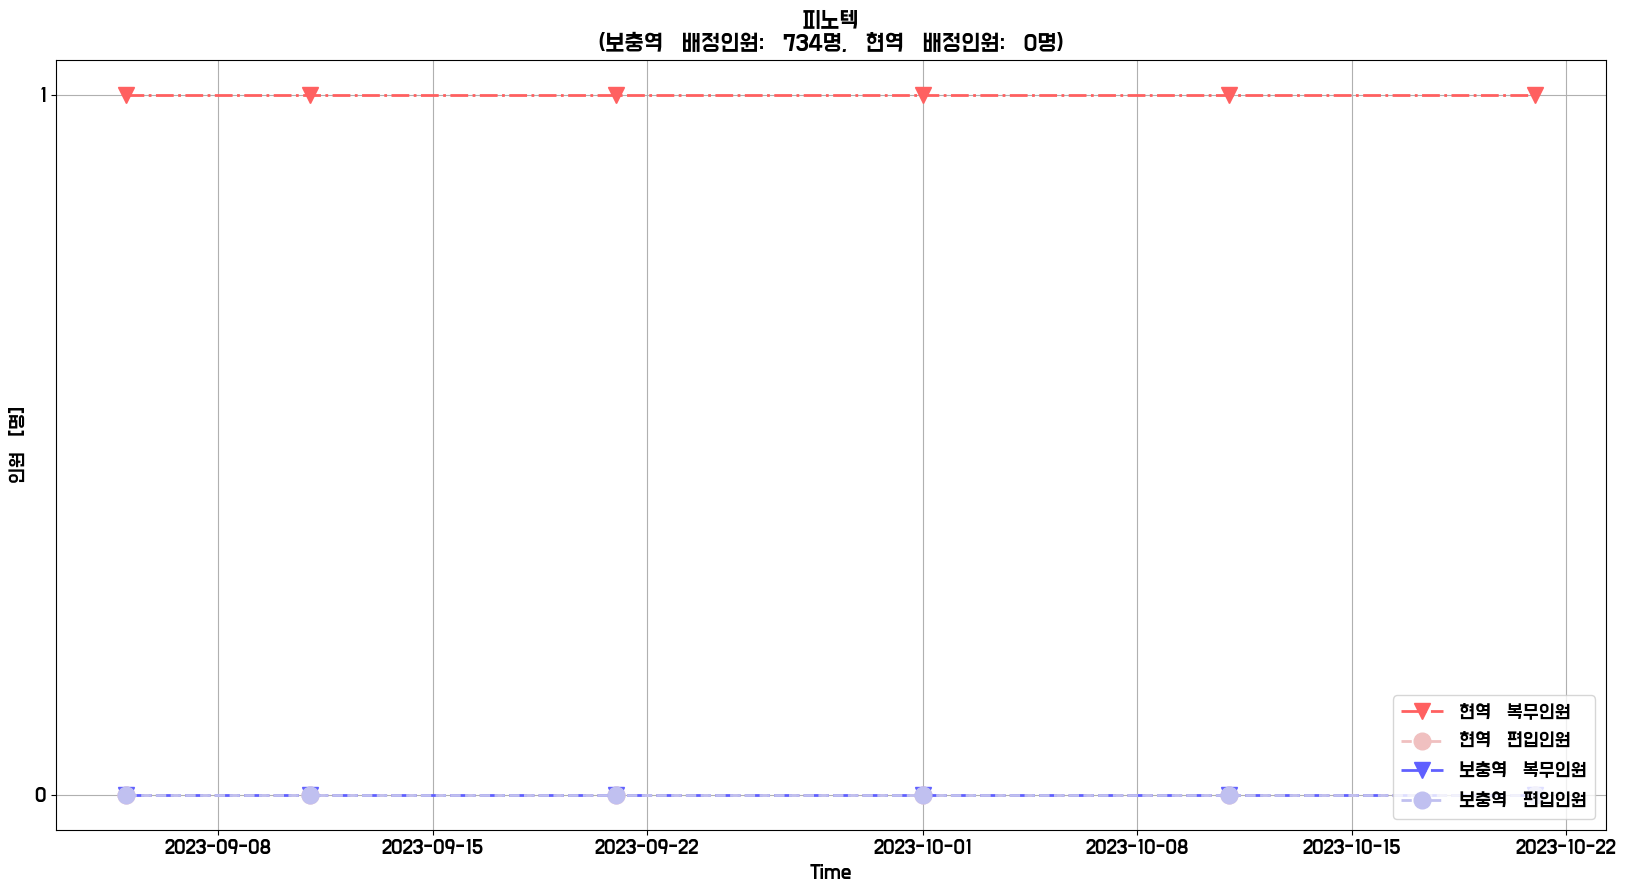 피노텍
(보충역 배정인원: 734명, 현역 배정인원: 0명)
1
0
인원 [명]
2023-09-08
2023-09-15
2023-09-22
2023-10-01
2023-10-08
2023-10-15
2023-10-22
Time
현역 복무인원
현역 편입인원
보충역 복무인원
보충역 편입인원